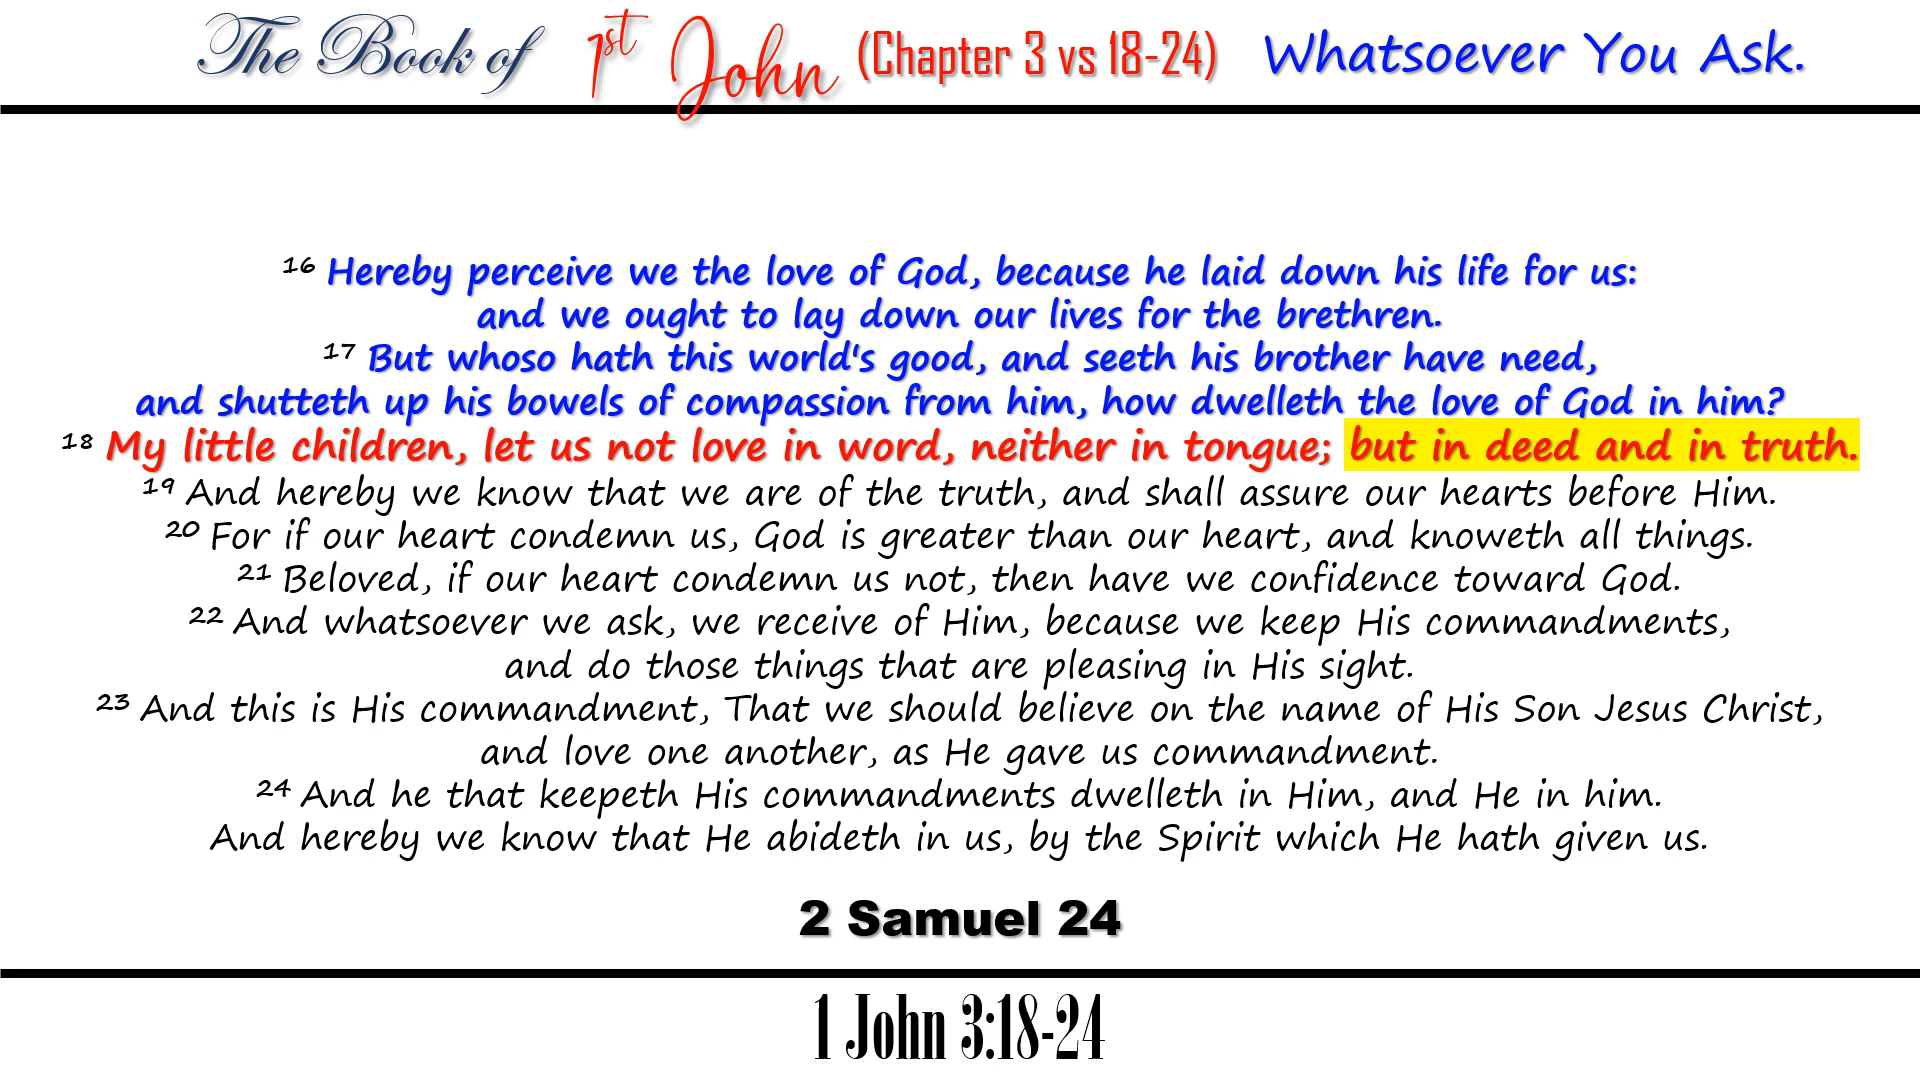 The Book of 1st John (Chapter 3 vs 18-24) Whatsoever You Ask.
16 Hereby perceive we the love of God, because he laid down his life for us:
and we ought to lay down our lives for the brethren.
17 But whoso hath this world's good, and seeth his brother have need,
and shutteth up his bowels of compassion from him, how dwelleth the love of God in him?
18 My little children, let us not love in word, neither in tongue; but in deed and in truth.
19 And hereby we know that we are of the truth, and shall assure our hearts before Him.
20 For if our heart condemn us, God is greater than our heart, and knoweth all things.
21 Beloved, if our heart condemn us not, then have we confidence toward God.
22 And whatsoever we ask, we receive of Him, because we keep His commandments,
and do those things that are pleasing in His sight.
23 And this is His commandment, That we should believe on the name of His Son Jesus Christ,
and love one another, as He gave us commandment.
24 And he that keepeth His commandments dwelleth in Him, and He in him.
And hereby we know that He abideth in us, by the Spirit which He hath given us.
2 Samuel 24
1 John 3:18-24